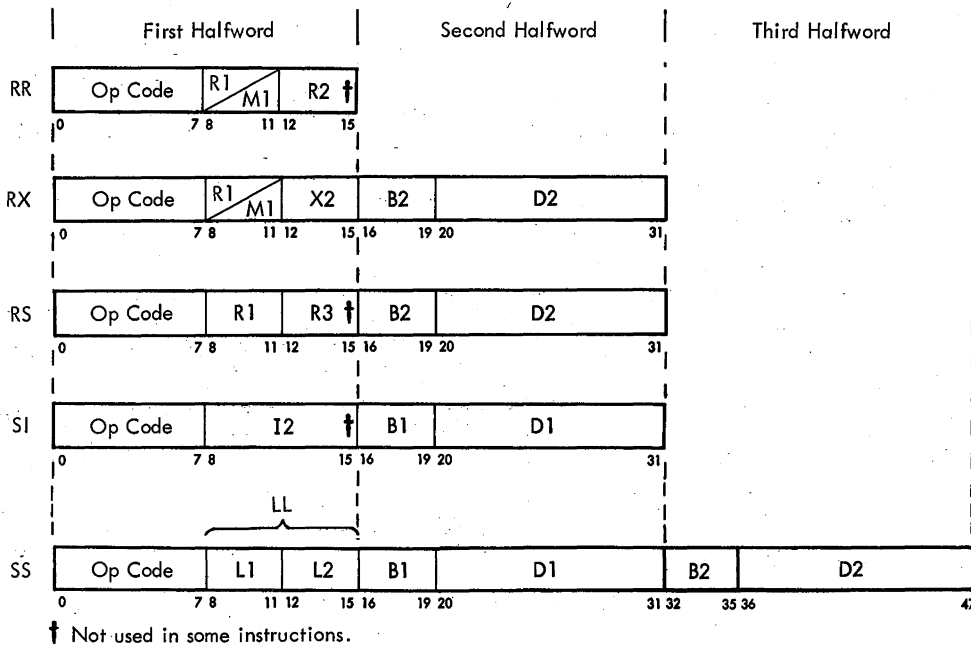 First Halfword Second Halfword Third Halfword
RR Op Code R1 M1 R2 †
0 7 8 11 12 15
RX Op Code R1 M1 X2 B2 D2
0 7 8 11 12 15 16 19 20 31
RS Op Code R1 R3 † B2 D2
0 7 8 11 12 15 16 19 20 31
SI Op Code I2 † B1 D1
0 7 8 15 16 19 20 31
LL
SS Op Code L1 L2 B1 D1 B2 D2
0 7 8 11 12 15 16 19 20 31 32 35 36 47
† Not used in some instructions.